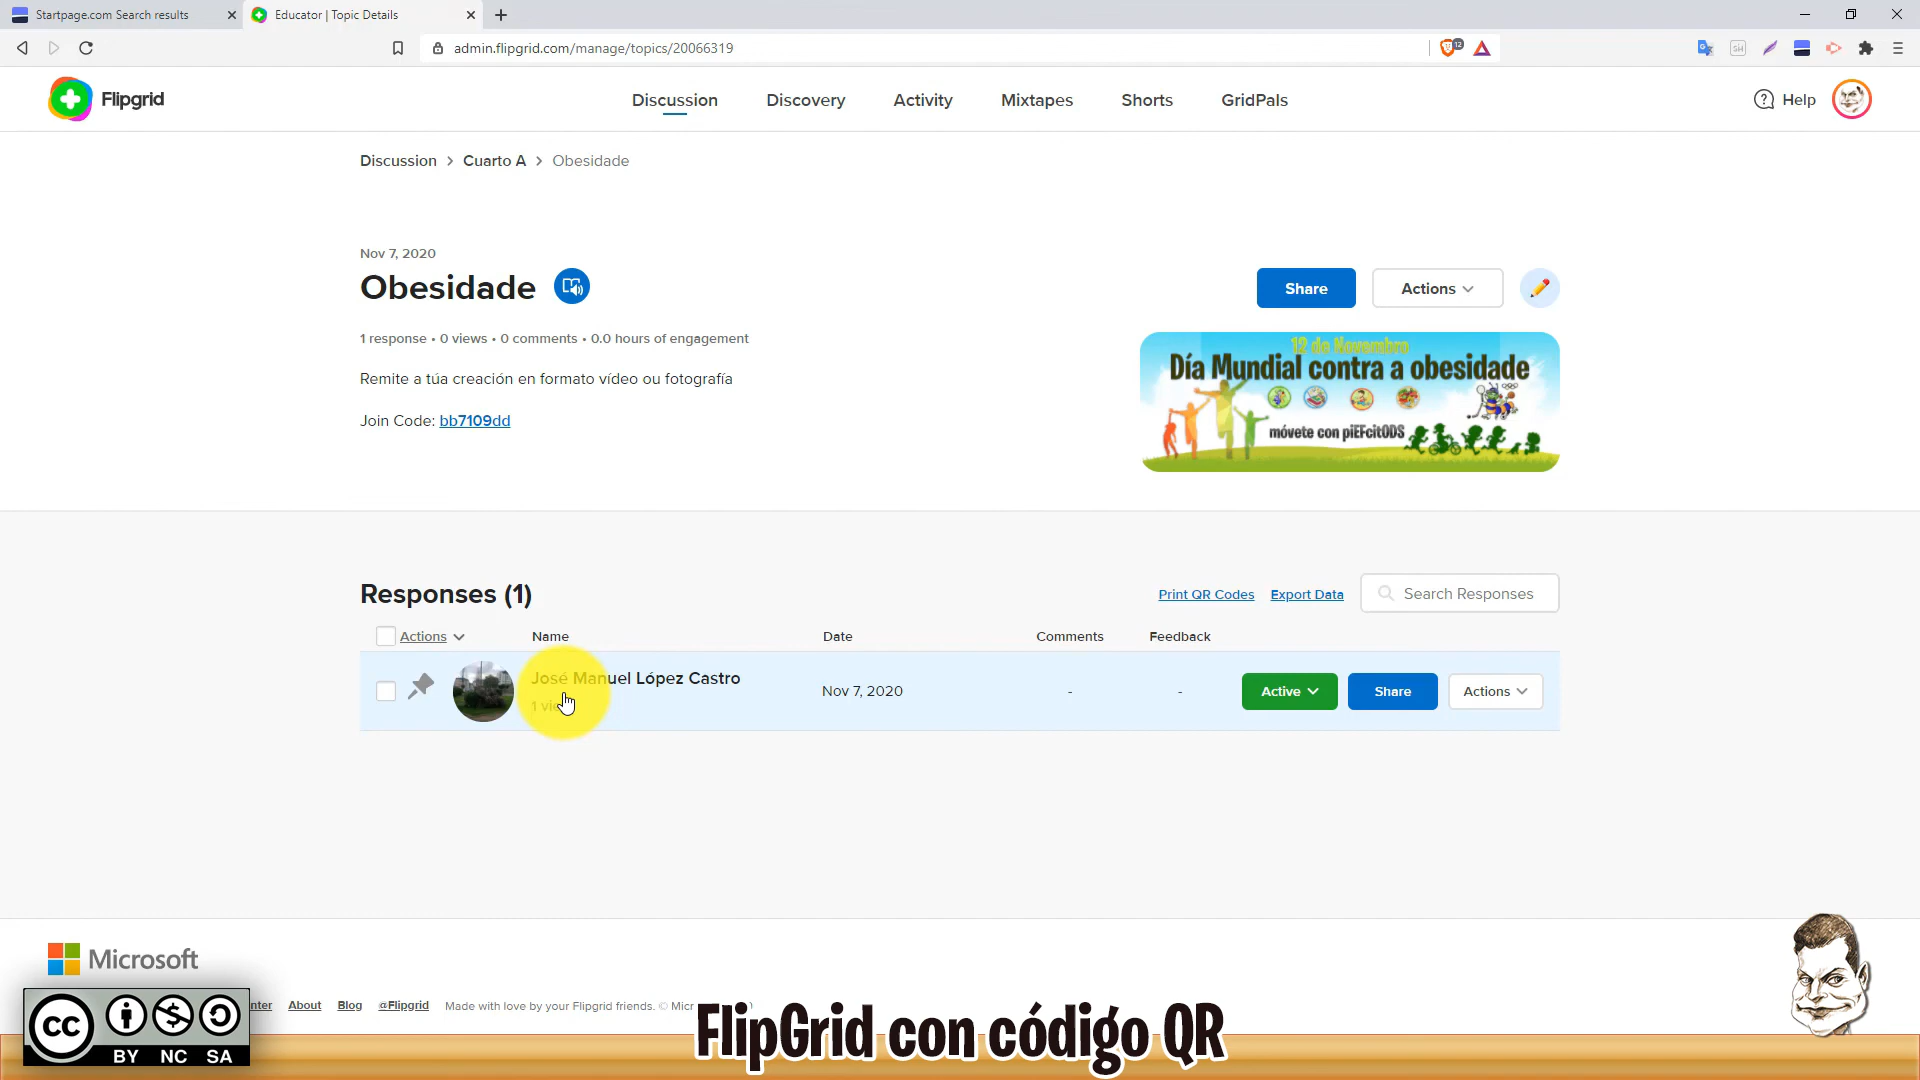 Startpage.com Search results
Educator | Topic Details
admin.flipgrid.com/manage/topics/20066319
12
Flipgrid
Discussion
Discovery
Activity
Mixtapes
Shorts
GridPals
Help
Discussion > Cuarto A > Obesidade
Nov 7, 2020
Obesidade
Share
Actions
1 response • 0 views • 0 comments • 0.0 hours of engagement
Remite a túa creación en formato vídeo ou fotografía
Join Code: bb7109dd
12 de Novembro
Día Mundial contra a obesidade
móvete con piEFcitODS
Responses (1)
Print QR Codes
Export Data
Search Responses
Actions
Name
Date
Comments
Feedback
José Manuel López Castro
Nov 7, 2020
-
-
Active
Share
Actions
Microsoft
About
Blog
@Flipgrid
Made with love by your Flipgrid friends. ©
FlipGrid con código QR
CC
BY NC SA